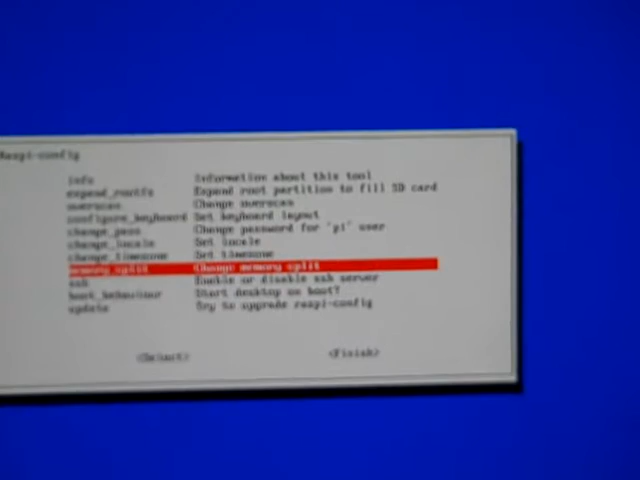 Raspi-config
info Information about this tool
expand_rootfs Expand root partition to fill SD card
overscan Change overscan
configure_keyboard Set keyboard layout
change_pass Change password for 'pi' user
change_locale Set locale
change_timezone Set timezone
memory_split Change memory split
ssh Enable or disable ssh server
boot_behaviour Start desktop on boot?
update Try to upgrade raspi-config
<Select> <Finish>